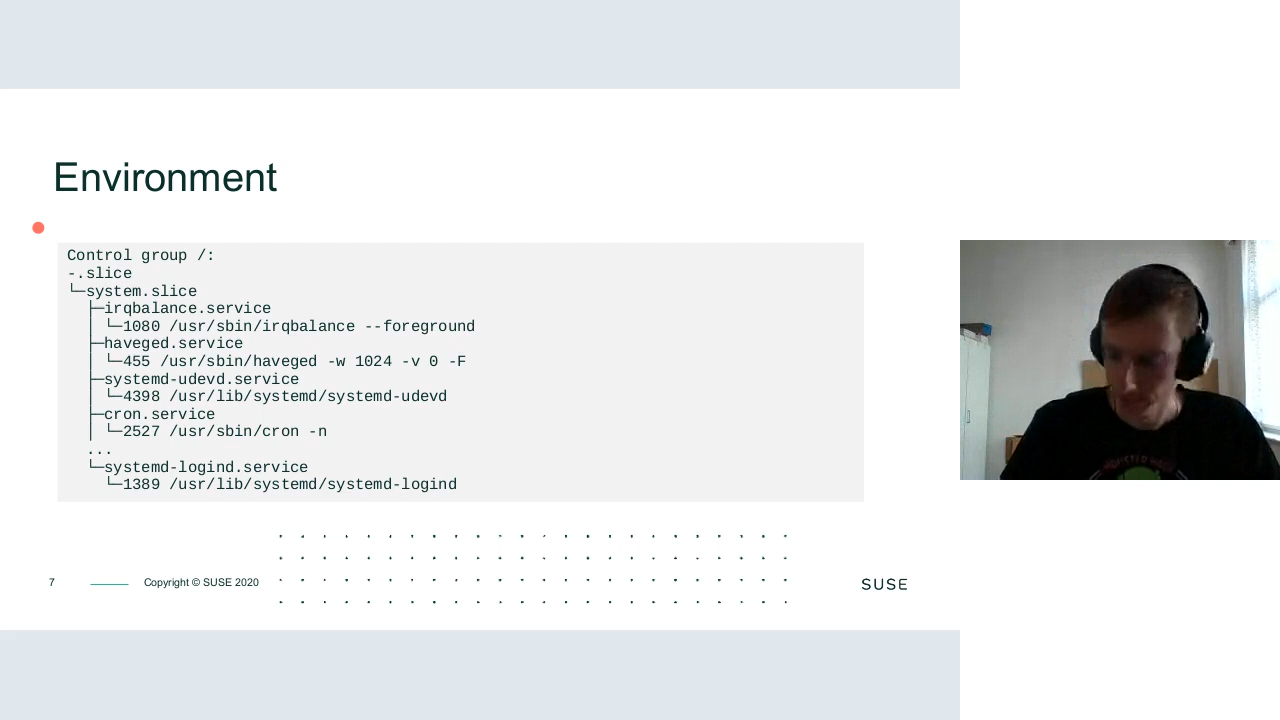 Environment
Control group /:
-.slice
└─system.slice
  ├─irqbalance.service
  │ └─1080 /usr/sbin/irqbalance --foreground
  ├─haveged.service
  │ └─455 /usr/sbin/haveged -w 1024 -v 0 -F
  ├─systemd-udevd.service
  │ └─4398 /usr/lib/systemd/systemd-udevd
  ├─cron.service
  │ └─2527 /usr/sbin/cron -n
  ...
  └─systemd-logind.service
    └─1389 /usr/lib/systemd/systemd-logind
7
Copyright © SUSE 2020
SUSE